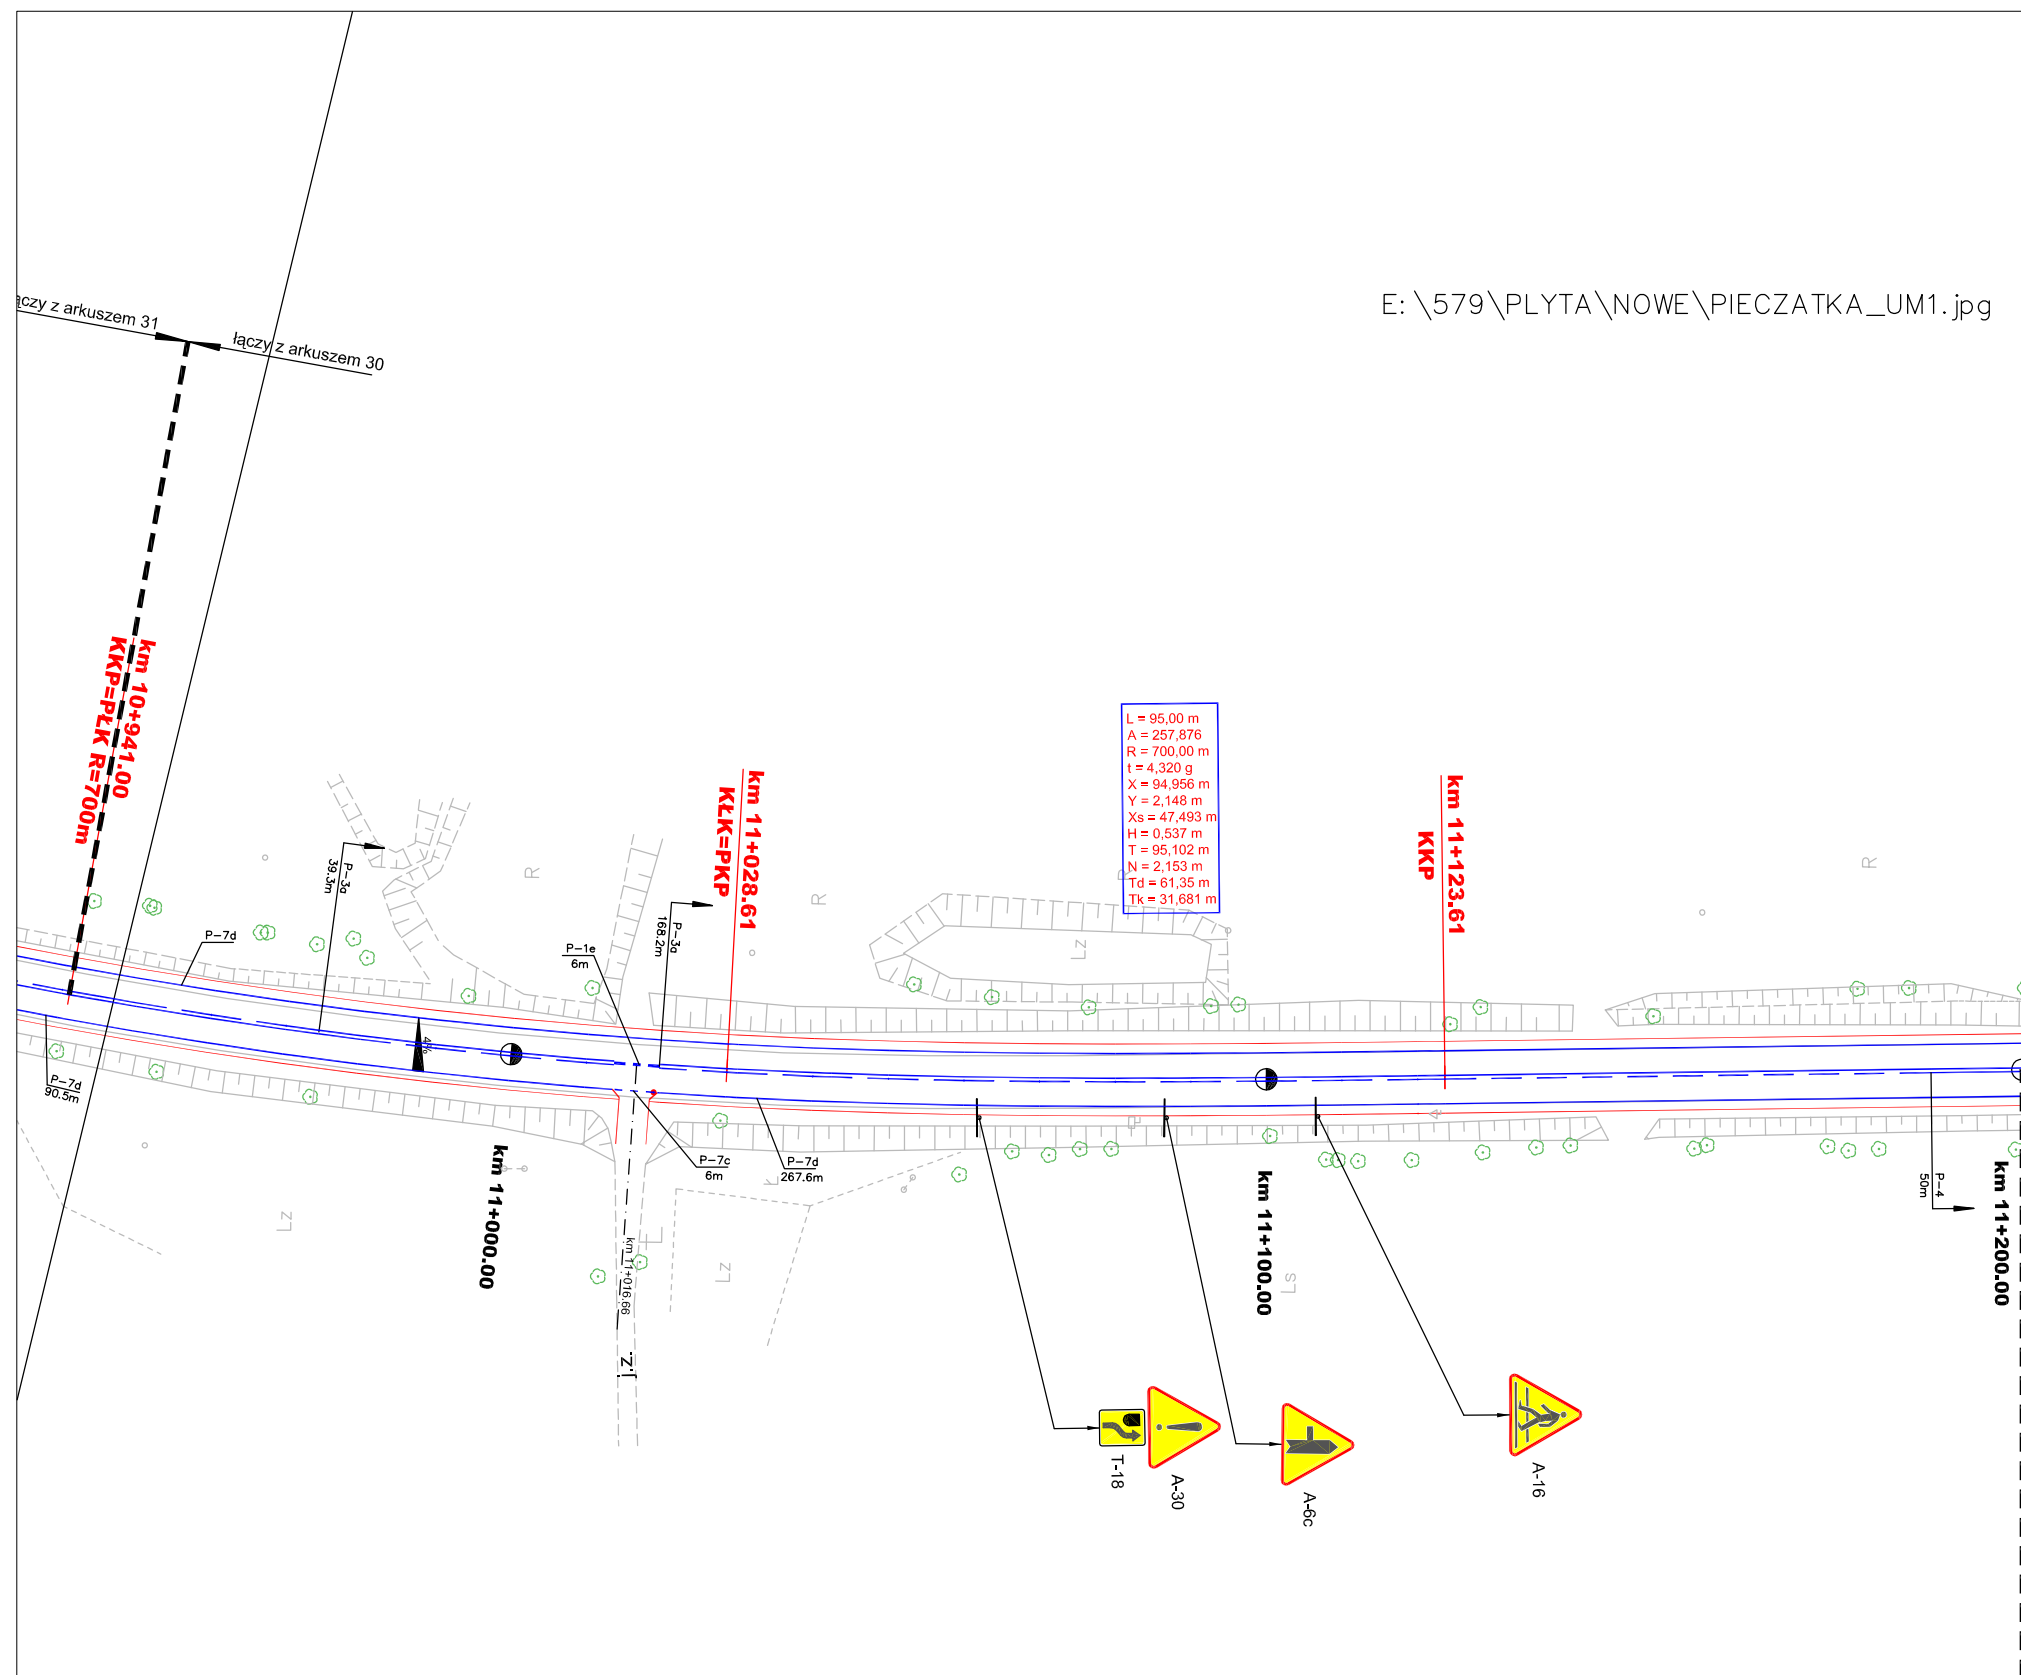 E:\579\PLYTA\NOWE\PIECZATKA_UM1.jpg
ączy z arkuszem 31
łączy z arkuszem 30
km 10+941.00
KKP=PŁK R=700m
P-3a
39.3m
P-7d
P-7d
90.5m
4%
P-1e
6m
P-3a
168.2m
km 11+028.61
KŁK=PKP
L = 95,00 m
A = 257,876
R = 700,00 m
t = 4,320 g
X = 94,956 m
Y = 2,148 m
Xs = 47,493 m
H = 0,537 m
T = 95,102 m
N = 2,153 m
Td = 61,35 m
Tk = 31,681 m
km 11+123.61
KKP
R
R
R
R
Lz
P-7c
6m
P-7d
267.6m
km 11+000.00
km 11+016.66
j.z.
Lz
Lz
Ls
km 11+100.00
P-4
50m
km 11+200.00
T-18
A-30
A-6c
A-16